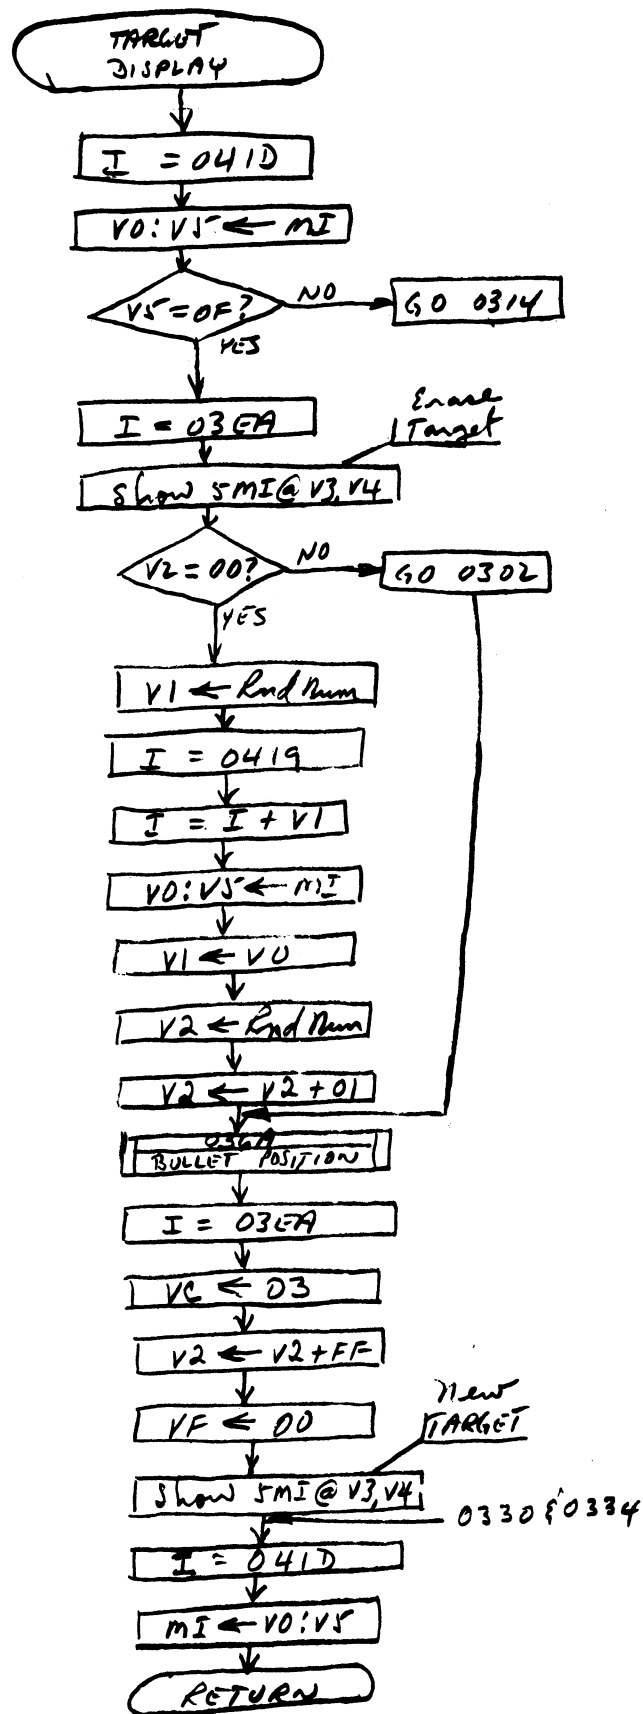 TARGET
DISPLAY
I = 041D
V0:V5 ← MI
V5=0F?
NO
GO 0314
YES
I = 03EA
Erase
Target
Show 5MI@V3,V4
V2=00?
NO
GO 0302
YES
V1 ← Rnd Num
I = 0419
I = I + V1
V0:V5 ← MI
V1 ← V0
V2 ← Rnd Num
V2 ← V2+01
BULLET POSITION
I = 03EA
VC ← 03
V2 ← V2+FF
VF ← 00
New
TARGET
Show 5MI@V3,V4
0330 & 0334
I = 041D
MI ← V0:V5
RETURN